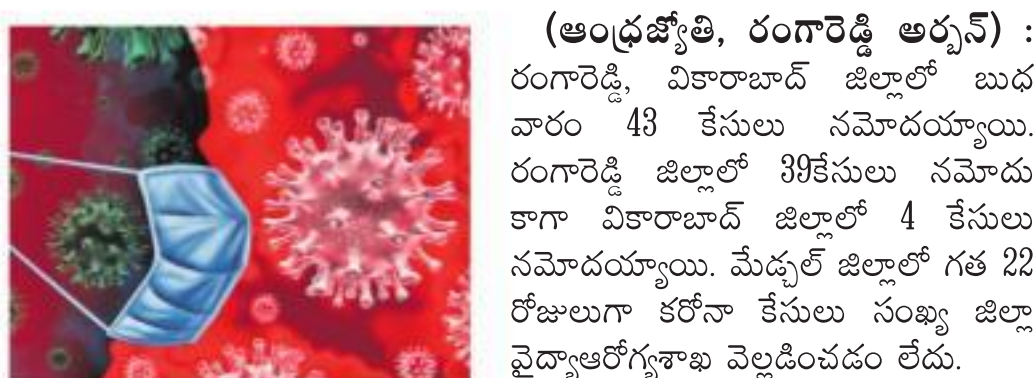 (ఆంధ్రజ్యోతి, రంగారెడ్డి అర్బన్) :
రంగారెడ్డి, వికారాబాద్ జిల్లాలో బుధ
వారం 43 కేసులు నమోదయ్యాయి.
రంగారెడ్డి జిల్లాలో 39కేసులు నమోదు
కాగా వికారాబాద్ జిల్లాలో 4 కేసులు
నమోదయ్యాయి. మేడ్చల్ జిల్లాలో గత 22
రోజులుగా కరోనా కేసులు సంఖ్య జిల్లా
వైద్యాఆరోగ్యశాఖ వెల్లడించడం లేదు.